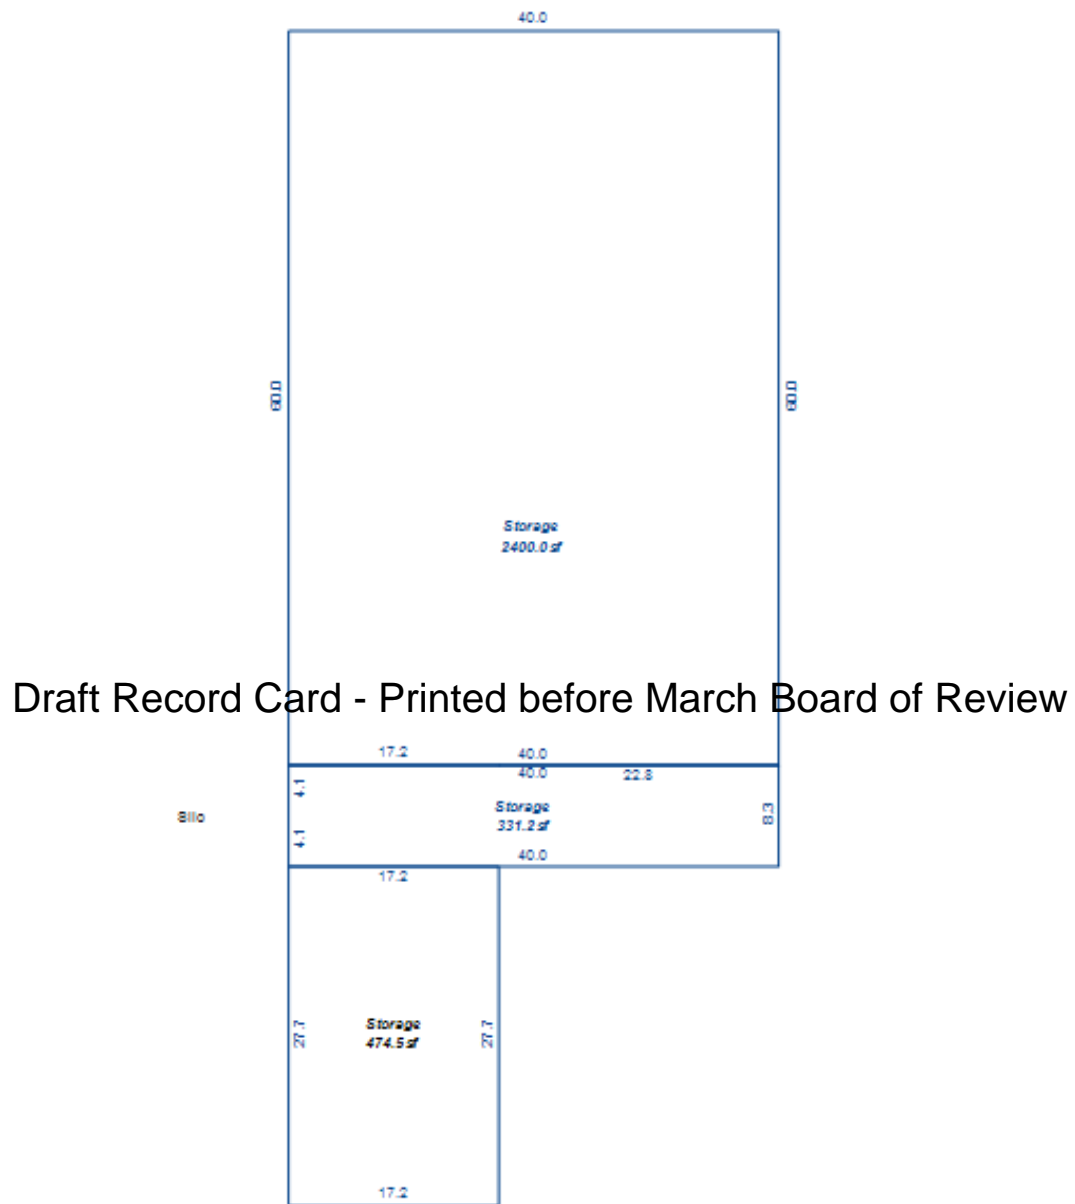 40.0
60.0
60.0
Storage
2400.0 sf
Draft Record Card - Printed before March Board of Review
17.2
40.0
40.0
22.8
4.1
Silo
Storage
331.2 sf
8.3
4.1
40.0
17.2
27.7
Storage
474.5 sf
27.7
17.2